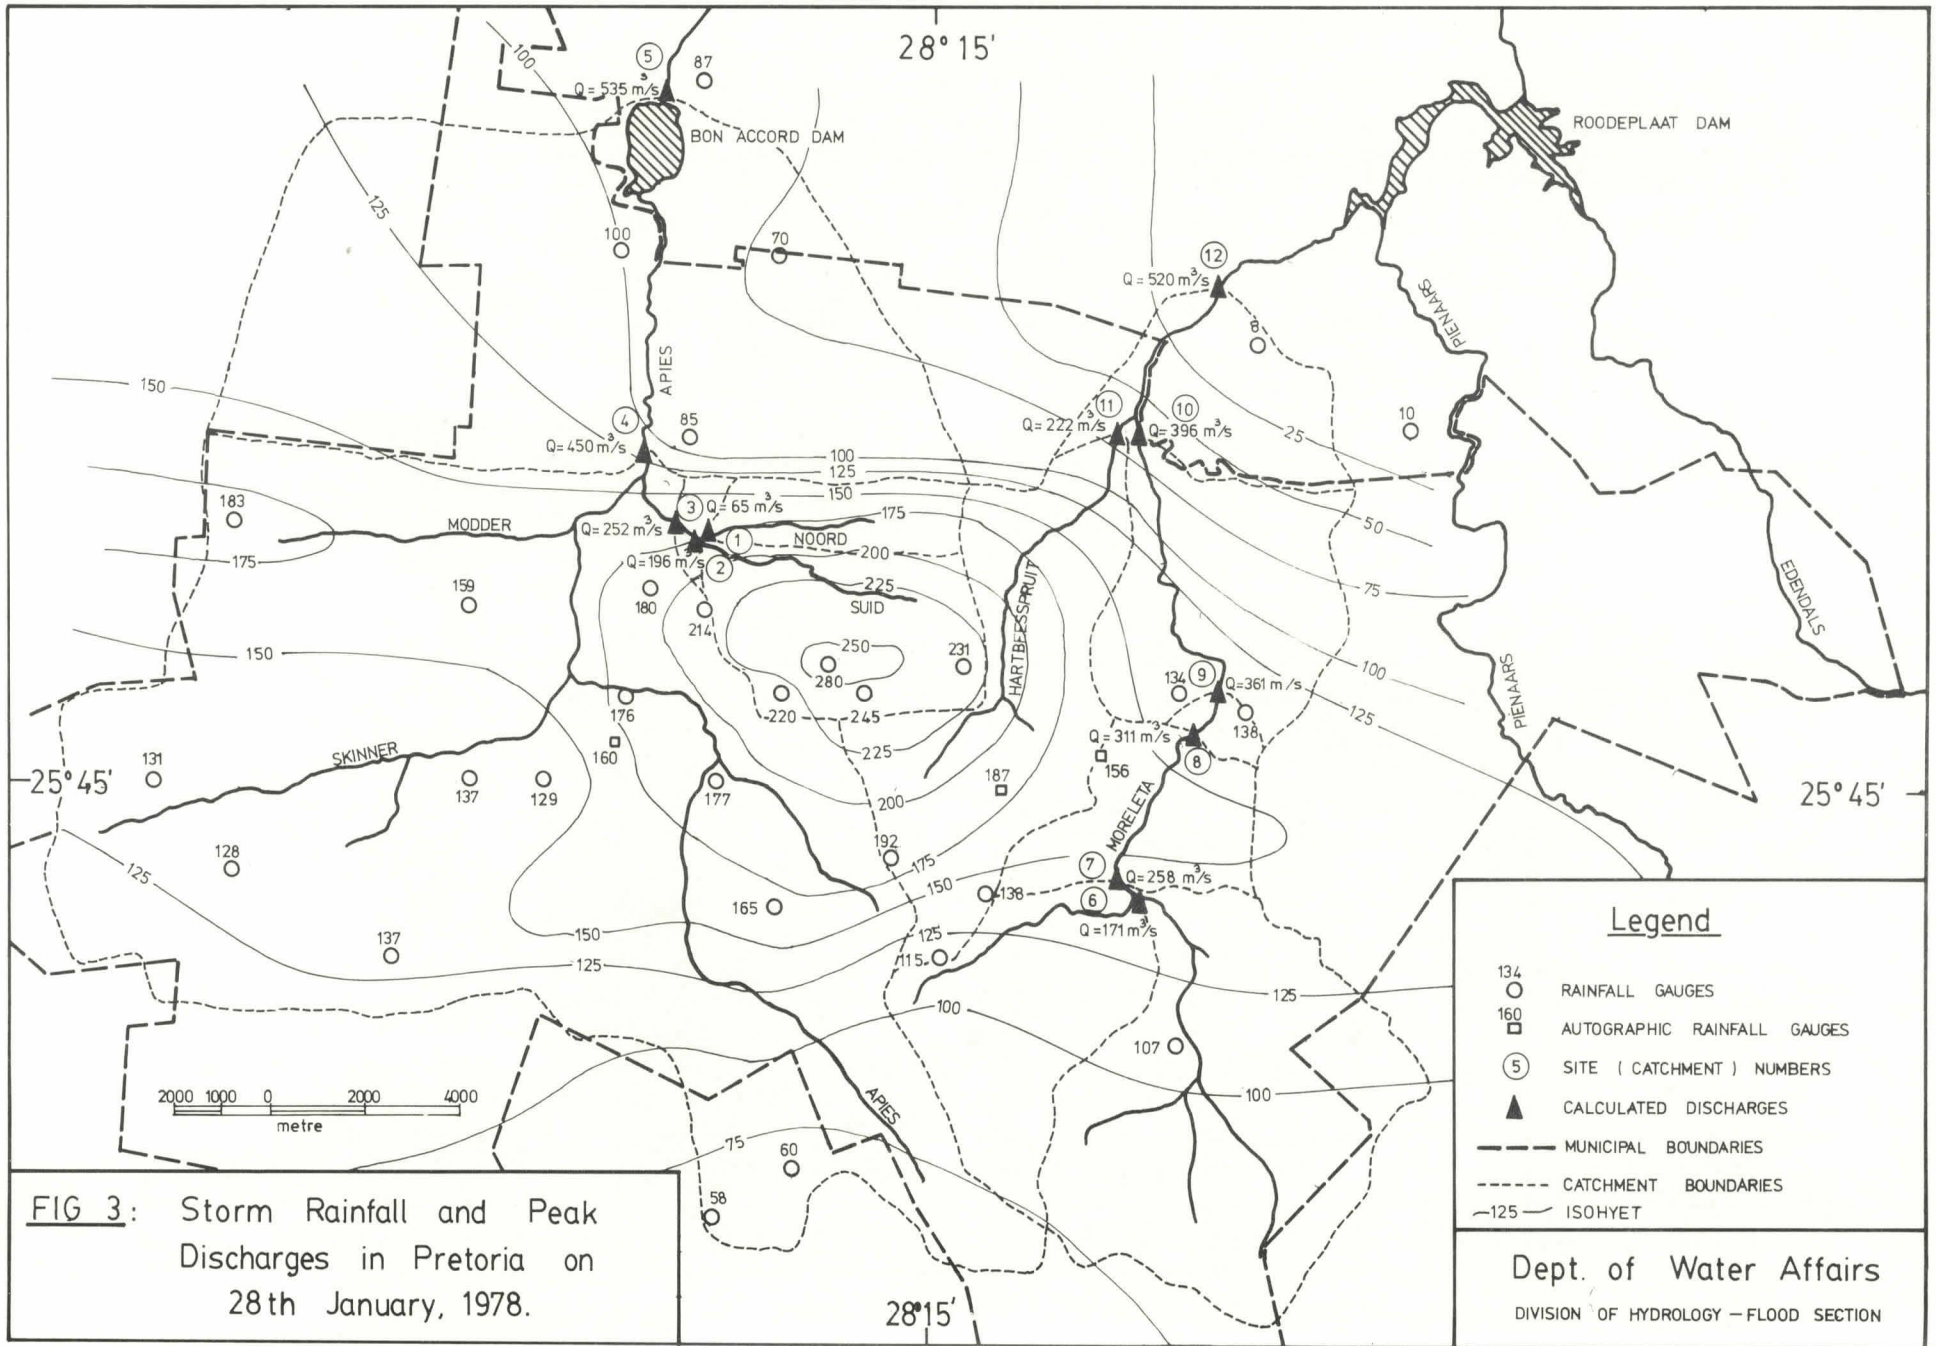 28°15'
100
5
87
Q = 535 m³/s
BON ACCORD DAM
ROODEPLAAT DAM
125
100
70
12
Q = 520 m³/s
PIENAARS
8
150
APIES
4
85
Q = 450 m³/s
11
10
Q = 222 m³/s
Q = 396 m³/s
10
25
100
125
150
183
3
Q = 65 m³/s
175
MODDER
Q = 252 m³/s
1
NOORD
50
200
175
Q = 196 m³/s
2
159
180
214
225
SUID
HARTBEESSPRUIT
75
EDENDALS
150
250
280
231
100
134
9
Q = 361 m³/s
PIENAARS
176
220
245
138
125
160
225
Q = 311 m³/s
8
156
SKINNER
25°45'
131
137
129
177
187
200
MORELETA
25°45'
128
125
192
175
7
Q = 258 m³/s
150
138
6
165
Q = 171 m³/s
150
125
137
125
115
125
100
107
100
2000 1000 0 2000 4000
metre
APIES
75
60
58
28°15'
FIG 3: Storm Rainfall and Peak
Discharges in Pretoria on
28th January, 1978.
Legend
134
RAINFALL GAUGES
160
AUTOGRAPHIC RAINFALL GAUGES
5 SITE (CATCHMENT) NUMBERS
CALCULATED DISCHARGES
MUNICIPAL BOUNDARIES
CATCHMENT BOUNDARIES
125 ISOHYET
Dept. of Water Affairs
DIVISION OF HYDROLOGY – FLOOD SECTION